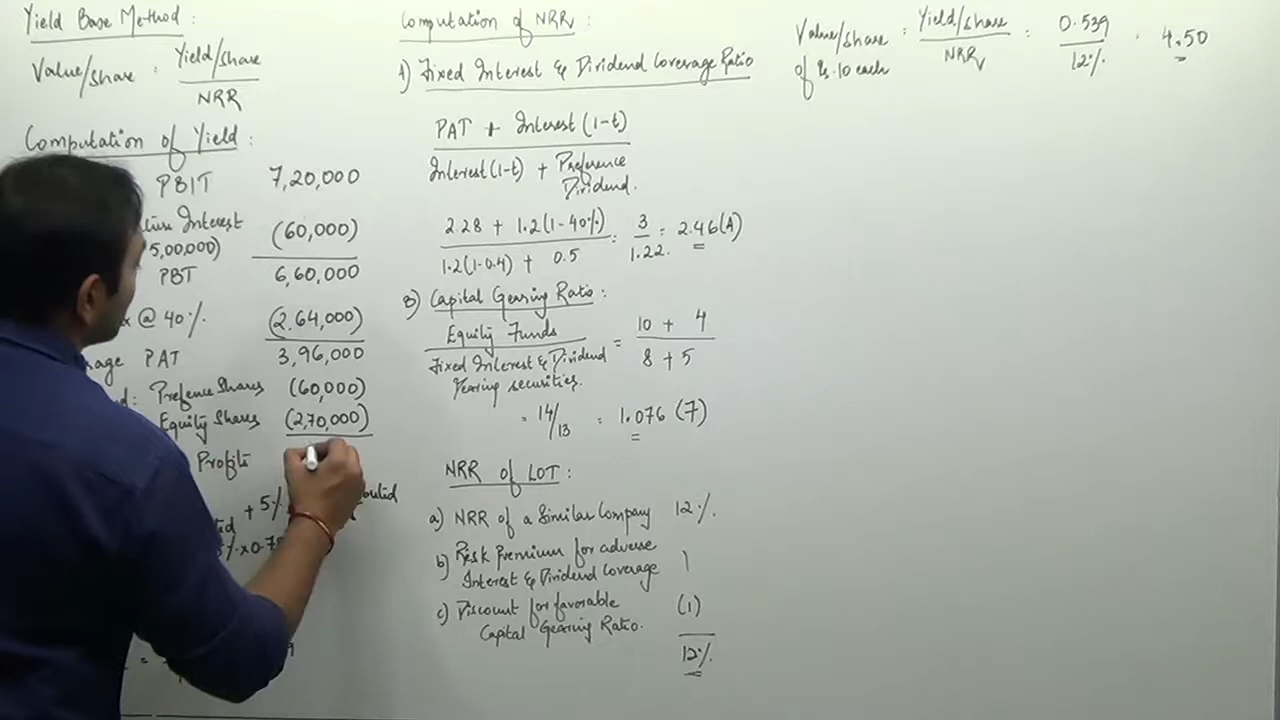 Yield Base Method :
Value/share : Yield/share
NRR
Computation of Yield :
PBIT 7,20,000
Interest (60,000)
5,00,000)
PBT 6,60,000
@ 40% (2,64,000)
PAT 3,96,000
Prefence Shares (60,000)
Equity Shares (2,70,000)
Profits
+ 5%
Computation of NRR :
A) Fixed Interest & Dividend Coverage Ratio
PAT + Interest (1-t)
Interest (1-t) + Preference
Dividend.
2.28 + 1.2 (1-40%) = 3 = 2.46 (A)
1.2 (1-0.4) + 0.5 1.22.
B) Capital Gearing Ratio :
Equity Funds = 10 + 4
Fixed Interest & Dividend 8 + 5
Bearing securities.
= 14/13 = 1.076 (7)
NRR of LOT :
a) NRR of a Similar Company 12%.
b) Risk Premium for adverse 1
Interest & Dividend Coverage
c) Discount for favorable (1)
Capital Gearing Ratio.
12%
Value/share : Yield/share : 0.539 . 4.50
of Rs.10 each NRR 12%